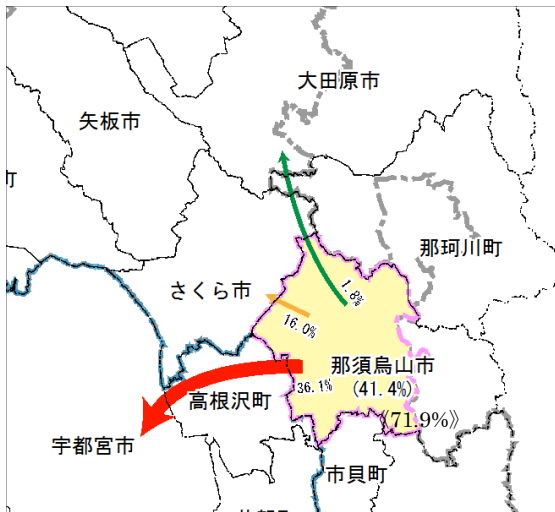 大田原市
矢板市
町
那珂川町
さくら市
1.8%
16.0%
那須烏山市
36.1%
(41.4%)
高根沢町
《71.9%》
宇都宮市
市貝町